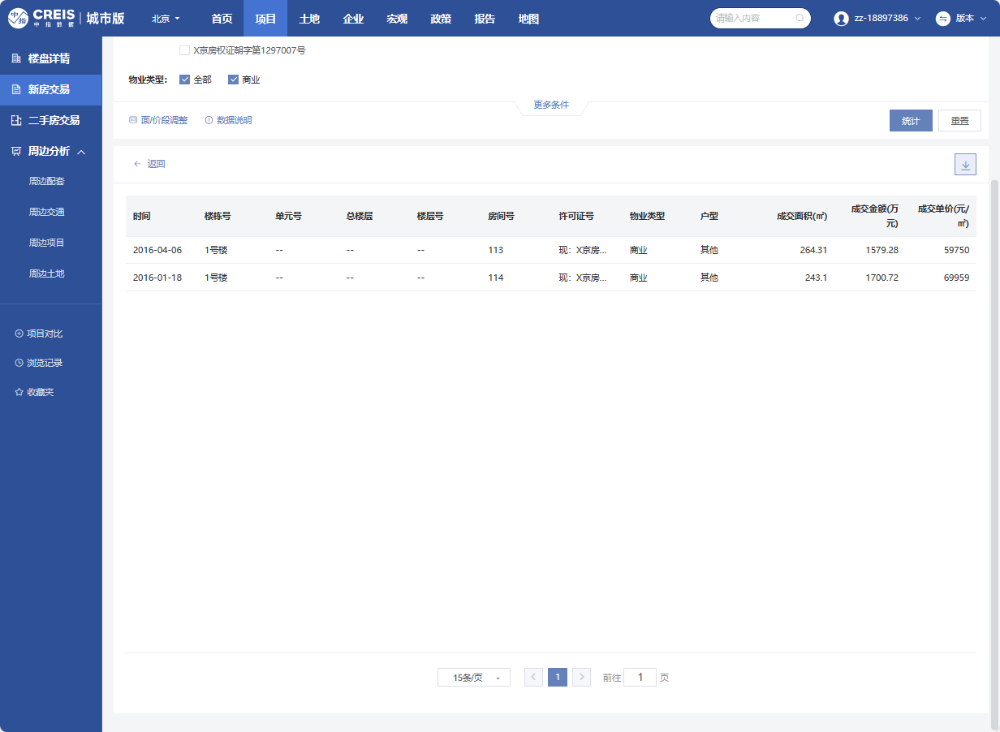 中指 CREIS 中指数据 城市版 北京 首页 项目 土地 企业 宏观 政策 报告 地图 请输入内容 zz-18897386 版本
楼盘详情
新房交易
二手房交易
周边分析
周边配套
周边交通
周边项目
周边土地
项目对比
浏览记录
收藏夹
X京房权证朝字第1297007号
物业类型: 全部 商业
更多条件
面/价段调整 数据说明 统计 重置
返回
时间 楼栋号 单元号 总楼层 楼层号 房间号 许可证号 物业类型 户型 成交面积(㎡) 成交金额(万元) 成交单价(元/㎡)
2016-04-06 1号楼 -- -- -- 113 现：X京房... 商业 其他 264.31 1579.28 59750
2016-01-18 1号楼 -- -- -- 114 现：X京房... 商业 其他 243.1 1700.72 69959
15条/页 1 前往 1 页